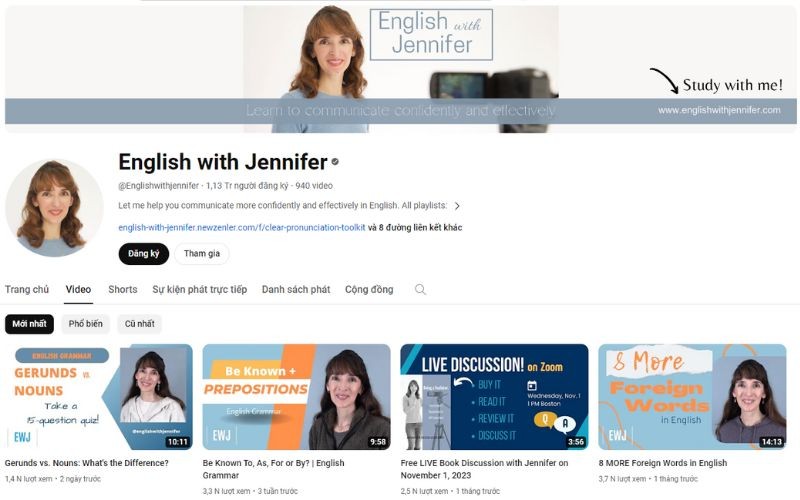 English with
Jennifer
Study with me!
Learn to communicate confidently and effectively
www.englishwithjennifer.com
English with Jennifer
@Englishwithjennifer · 1,13 Tr người đăng ký · 940 video
Let me help you communicate more confidently and effectively in English. All playlists:
english-with-jennifer.newzenler.com/f/clear-pronunciation-toolkit và 8 đường liên kết khác
Đăng ký Tham gia
Trang chủ Video Shorts Sự kiện phát trực tiếp Danh sách phát Cộng đồng
Mới nhất Phổ biến Cũ nhất
ENGLISH GRAMMAR
GERUNDS vs.
NOUNS
Take a
15-question quiz!
@englishwithjennifer
EWJ
10:11
Be Known +
PREPOSITIONS
English Grammar
EWJ
9:58
LIVE DISCUSSION! on Zoom
BUY IT
READ IT
REVIEW IT
DISCUSS IT
Wednesday, Nov. 1
1 PM Boston
Q A
3:56
8 More
Foreign
Words
in English
EWJ
14:13
Gerunds vs. Nouns: What's the Difference?
1,4 N lượt xem · 2 ngày trước
Be Known To, As, For or By? | English
Grammar
3,3 N lượt xem · 3 tuần trước
Free LIVE Book Discussion with Jennifer on
November 1, 2023
2,5 N lượt xem · 1 tháng trước
8 MORE Foreign Words in English
3,7 N lượt xem · 1 tháng trước